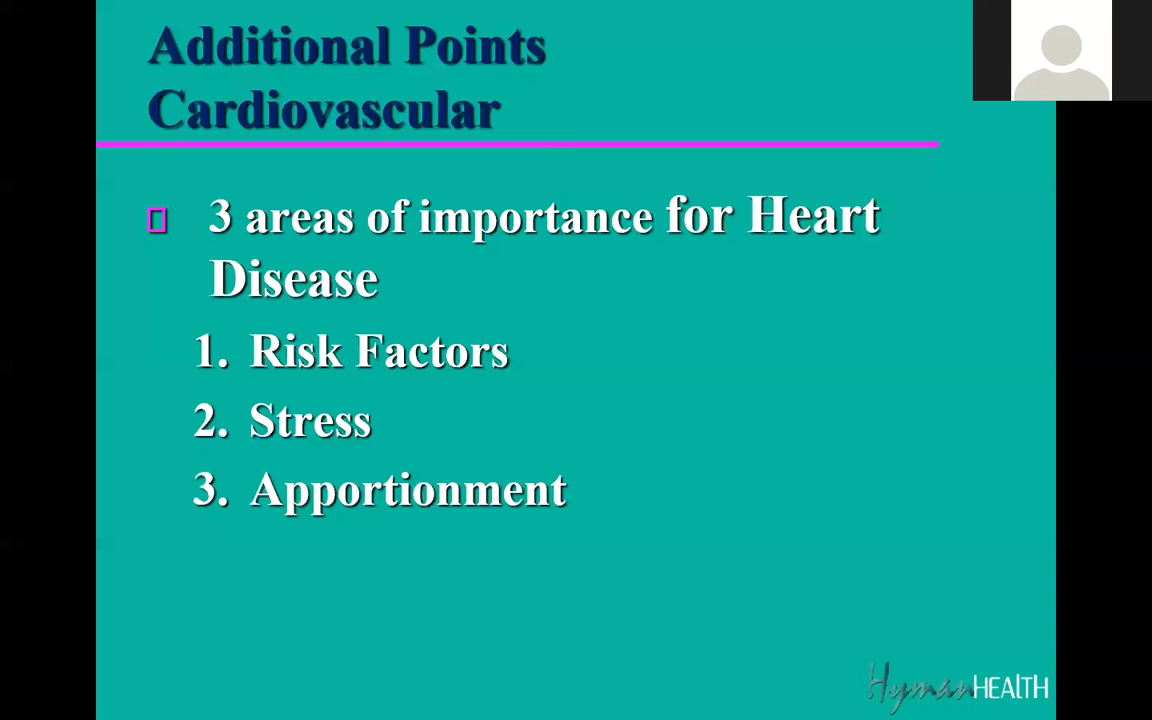 Additional Points
Cardiovascular
3 areas of importance for Heart
Disease
1. Risk Factors
2. Stress
3. Apportionment
HymanHEALTH